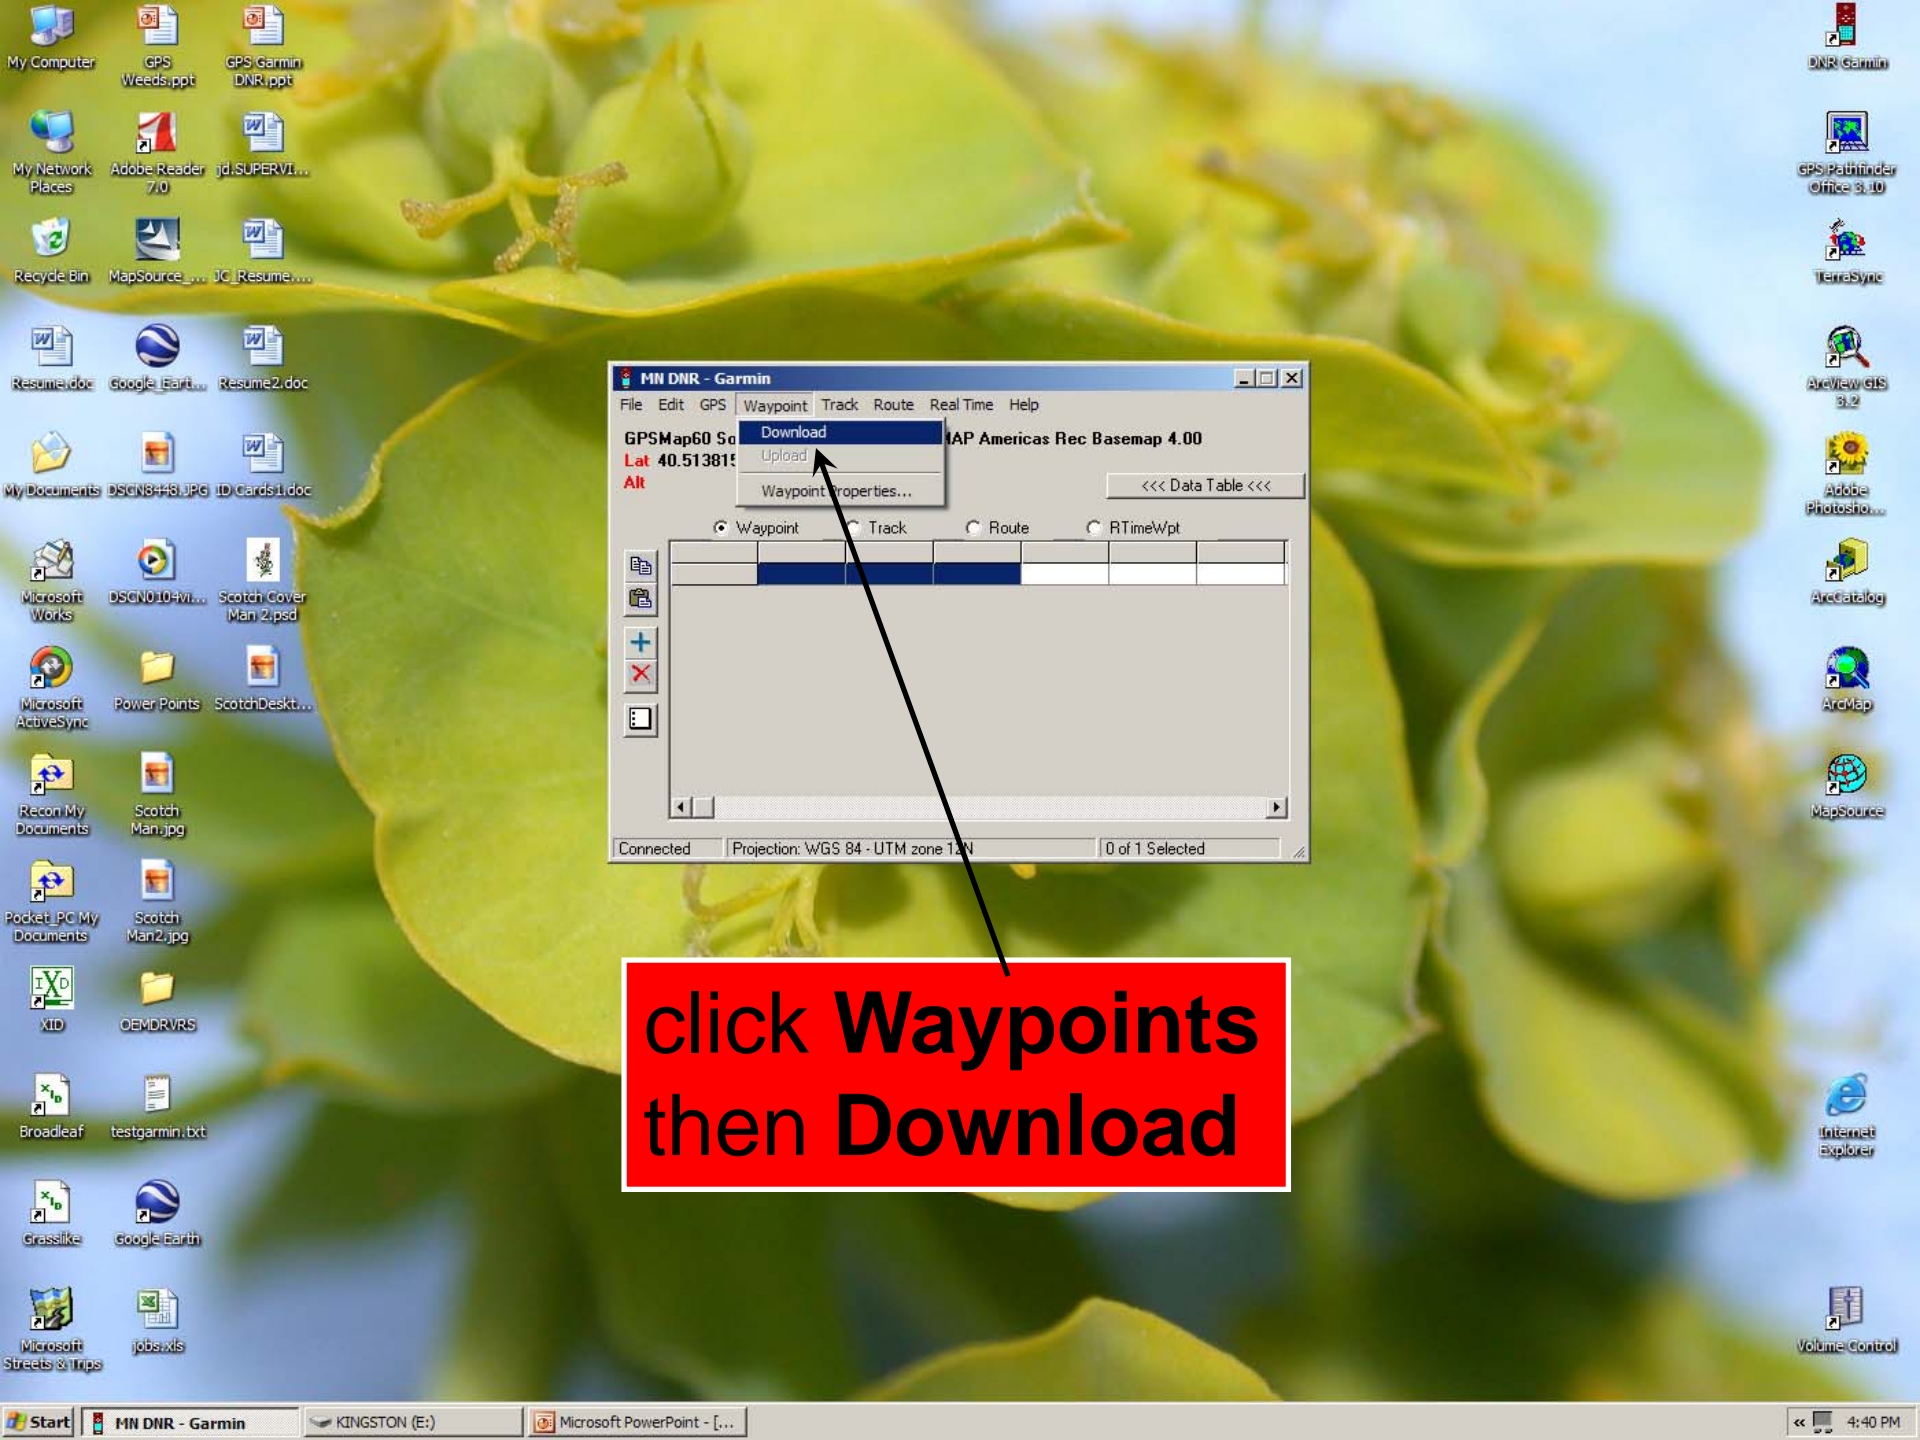 My Computer
GPS Weeds.ppt
GPS Garmin DNR.ppt
My Network Places
Adobe Reader 7.0
jd.SUPERVI...
Recycle Bin
MapSource_...
JC_Resume....
Resume.doc
Google_Eart...
Resume2.doc
My Documents
DSCN8448.JPG
ID Cards1.doc
Microsoft Works
DSCN0104vi...
Scotch Cover Man 2.psd
Microsoft ActiveSync
Power Points
ScotchDeskt...
Recon My Documents
Scotch Man.jpg
Pocket_PC My Documents
Scotch Man2.jpg
XID
OEMDRVRS
Broadleaf
testgarmin.txt
Grasslike
Google Earth
Microsoft Streets & Trips
jobs.xls
MN DNR - Garmin
File Edit GPS Waypoint Track Route Real Time Help
Download
Upload
Waypoint Properties...
GPSMap60 So
MAP Americas Rec Basemap 4.00
Lat 40.513815
Alt
<<< Data Table <<<
Waypoint Track Route RTimeWpt
Connected
Projection: WGS 84 - UTM zone 12N
0 of 1 Selected
click Waypoints
then Download
DNR Garmin
GPS Pathfinder Office 3.10
TerraSync
ArcView GIS 3.2
Adobe Photosho...
ArcCatalog
ArcMap
MapSource
Internet Explorer
Volume Control
Start
MN DNR - Garmin
KINGSTON (E:)
Microsoft PowerPoint - [...
4:40 PM